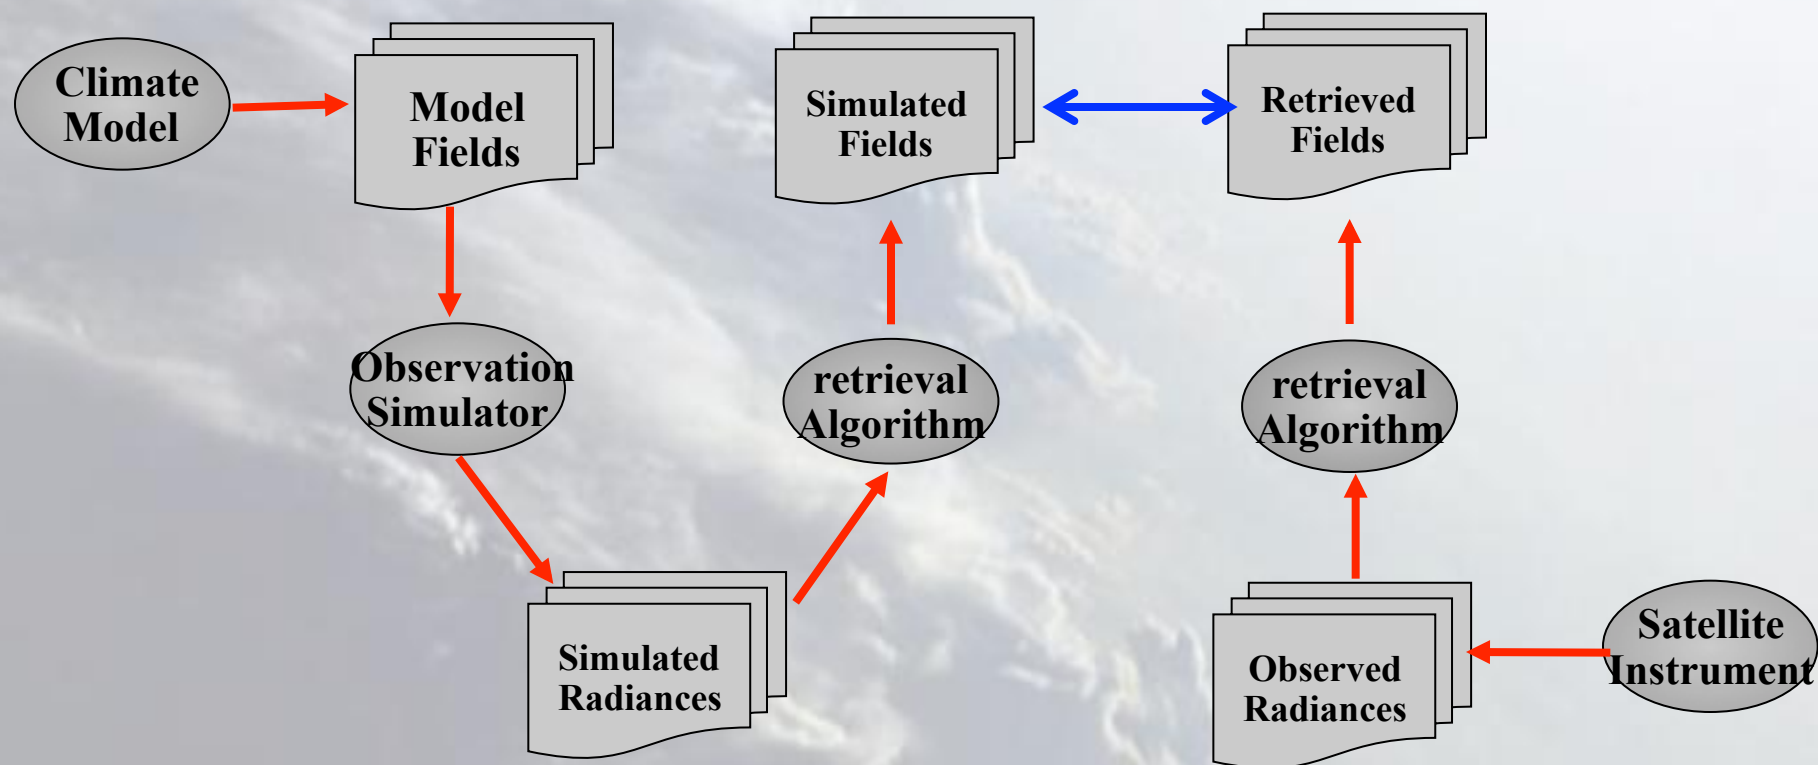 Climate
Model
Model
Fields
Simulated
Fields
Retrieved
Fields
Observation
Simulator
retrieval
Algorithm
retrieval
Algorithm
Simulated
Radiances
Observed
Radiances
Satellite
Instrument